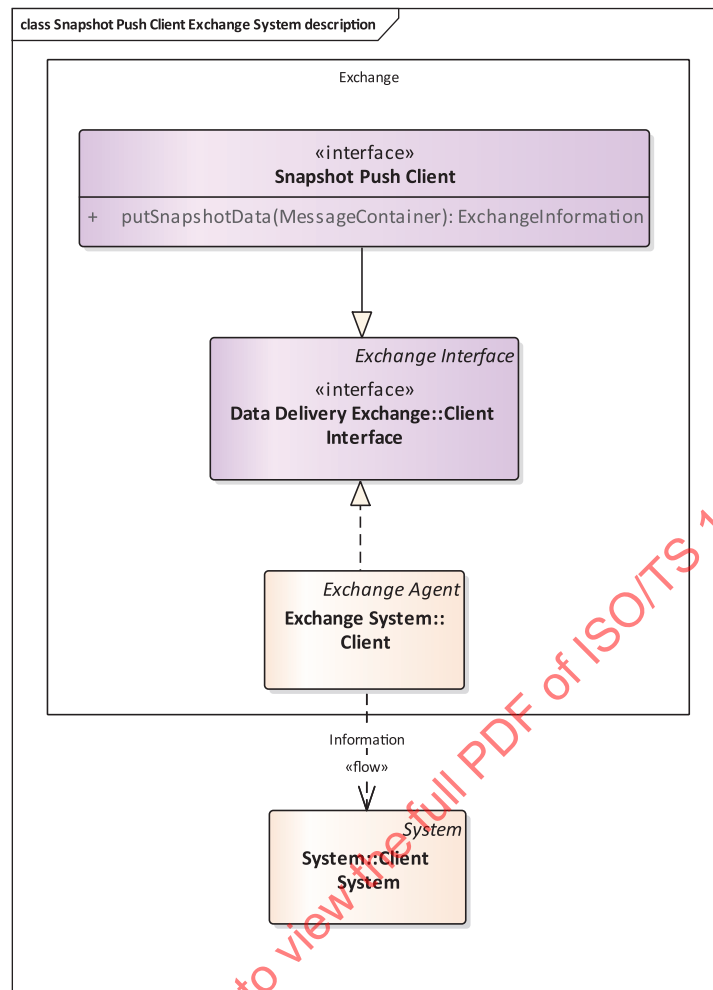 class Snapshot Push Client Exchange System description
Exchange
«interface»
Snapshot Push Client
+ putSnapshotData(MessageContainer): ExchangeInformation
Exchange Interface
«interface»
Data Delivery Exchange::Client
Interface
Exchange Agent
Exchange System::
Client
Information
«flow»
System
System::Client
System
to view the full PDF of ISO/TS